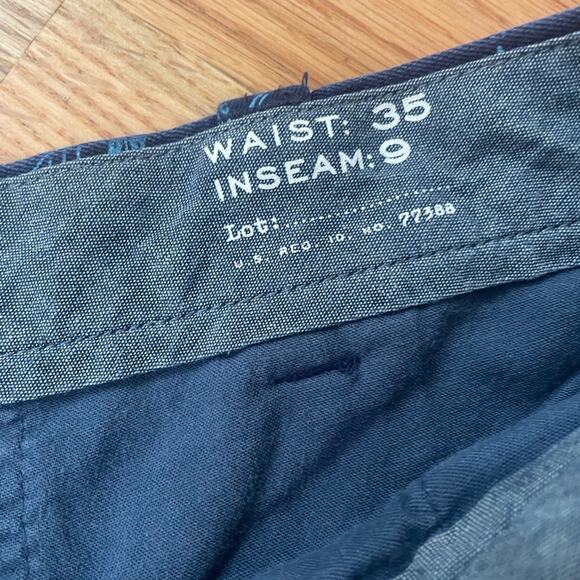 WAIST: 35
INSEAM: 9
Lot:.....................
U.S. REG. ID. NO. 77388